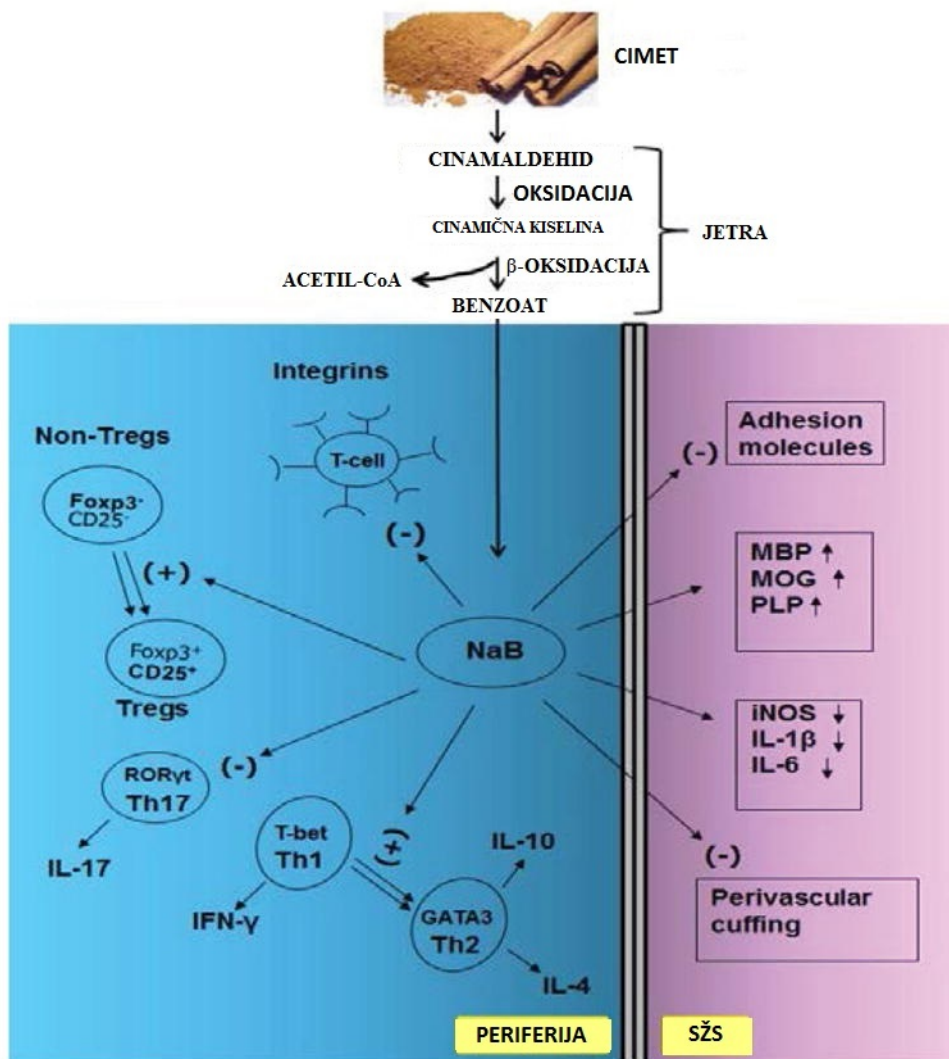 CIMET
CINAMALDEHID
OKSIDACIJA
CINAMIČNA KISELINA
JETRA
β-OKSIDACIJA
ACETIL-CoA
BENZOAT
Integrins
T-cell
(-)
Non-Tregs
Foxp3-
CD25-
(+)
Foxp3+
CD25+
Tregs
NaB
(-)
RORγt
Th17
IL-17
T-bet
Th1
(+)
IFN-γ
IL-10
GATA3
Th2
IL-4
PERIFERIJA
(-)
Adhesion
molecules
MBP ↑
MOG ↑
PLP ↑
iNOS ↓
IL-1β ↓
IL-6 ↓
(-)
Perivascular
cuffing
SŽS